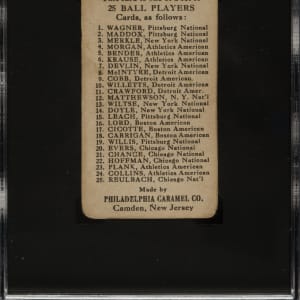 25 BALL PLAYERS
Cards, as follows:
1. WAGNER, Pittsburg National
2. MADDOX, Pittsburg National
3. MERKLE, New York National
4. MORGAN, Athletics American
5. BENDER, Athletics American
6. KRAUSE, Athletics American
7. DEVLIN, New York National
8. McINTYRE, Detroit American
9. COBB, Detroit American
10. WILLETTS, Detroit American
11. CRAWFORD, Detroit Amer.
12. MATTHEWSON, N. Y. Nat'l
13. WILTSE, New York National
14. DOYLE, New York National
15. LEACH, Pittsburg National
16. LORD, Boston American
17. CICOTTE, Boston American
18. CARRIGAN, Boston American
19. WILLIS, Pittsburg National
20. EVERS, Chicago National
21. CHANCE, Chicago National
22. HOFFMAN, Chicago National
23. PLANK, Athletics American
24. COLLINS, Athletics American
25. REULBACH, Chicago Nat'l
Made by
PHILADELPHIA CARAMEL CO.
Camden, New Jersey